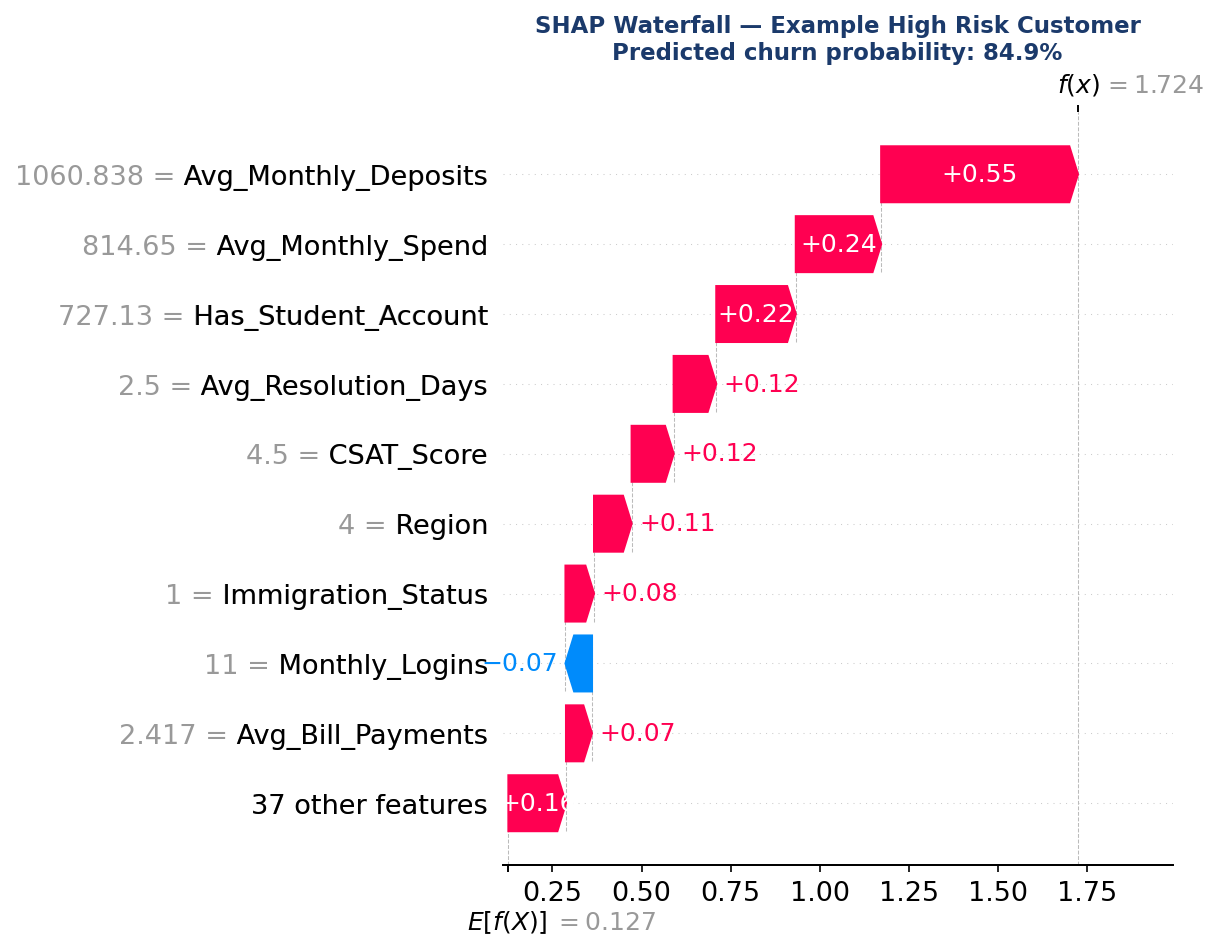 SHAP Waterfall — Example High Risk Customer
Predicted churn probability: 84.9%
f(x) = 1.724
1060.838 = Avg_Monthly_Deposits +0.55
814.65 = Avg_Monthly_Spend +0.24
727.13 = Has_Student_Account +0.22
2.5 = Avg_Resolution_Days +0.12
4.5 = CSAT_Score +0.12
4 = Region +0.11
1 = Immigration_Status +0.08
11 = Monthly_Logins −0.07
2.417 = Avg_Bill_Payments +0.07
37 other features +0.16
0.25 0.50 0.75 1.00 1.25 1.50 1.75
E[f(X)] = 0.127